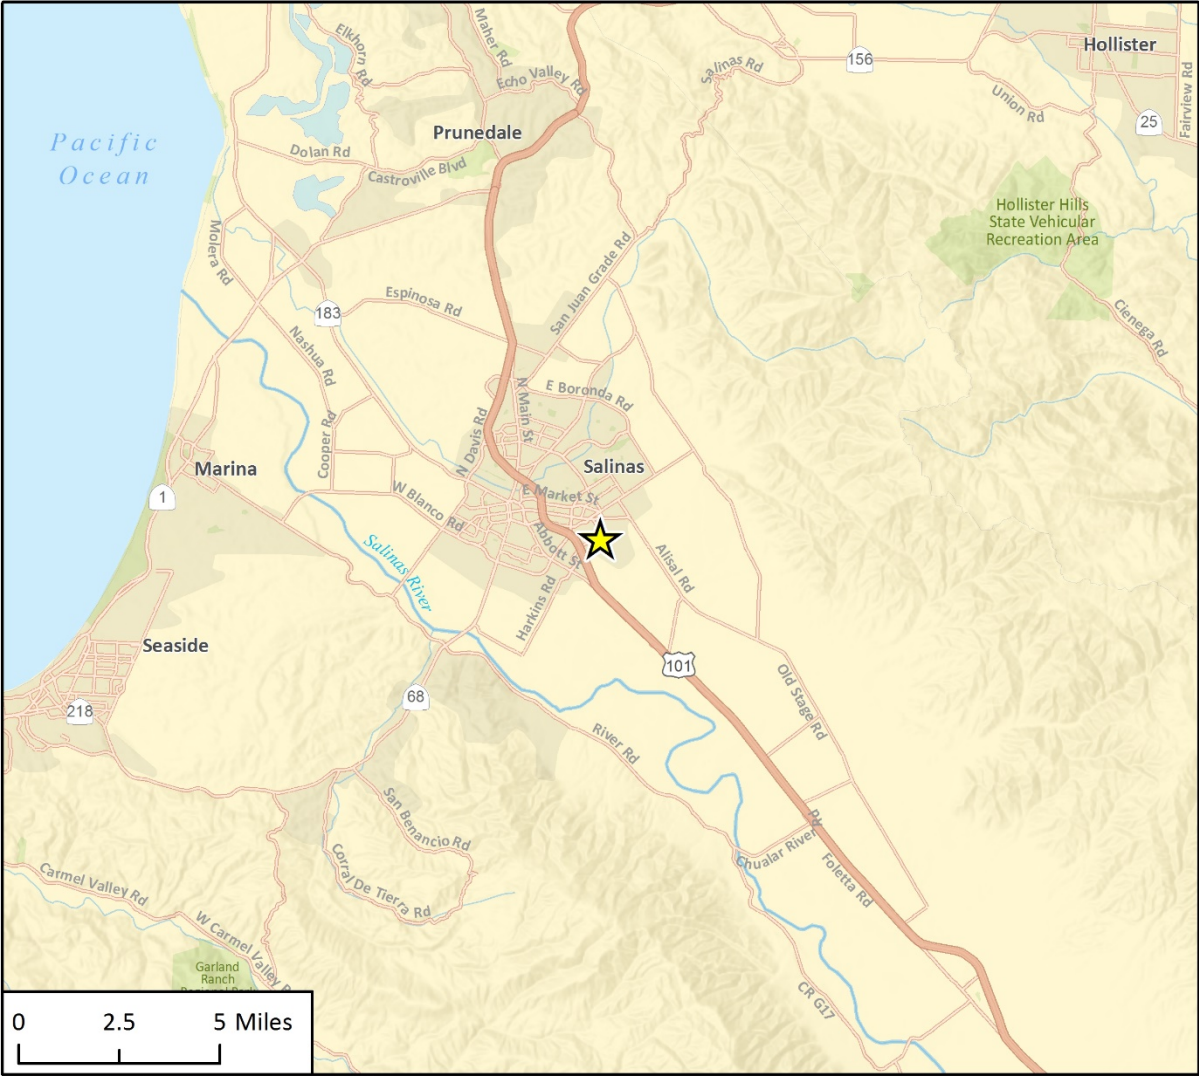 Maher Rd
Elkhorn Rd
Hollister
156
Salinas Rd
Echo Valley Rd
Union Rd
Fairview Rd
25
Prunedale
Pacific
Ocean
Dolan Rd
Castroville Blvd
Hollister Hills
State Vehicular
Recreation Area
Molera Rd
San Juan Grade Rd
Espinosa Rd
183
Cienega Rd
Nashua Rd
N Main St
E Boronda Rd
Cooper Rd
N Davis Rd
Marina
Salinas
1
W Blanco Rd
E Market St
Abbott St
Salinas River
Alisal Rd
Harkins Rd
Seaside
101
68
218
Old Stage Rd
River Rd
San Benancio Rd
Chualar River
Rd
Foletta Rd
Corral De Tierra Rd
Carmel Valley Rd
W Carmel Valley R
Garland
Ranch
CR G17
0 2.5 5 Miles